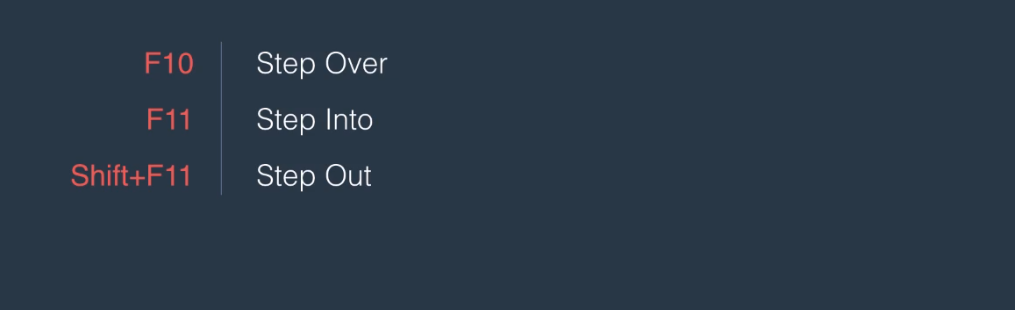 F10 Step Over
F11 Step Into
Shift+F11 Step Out